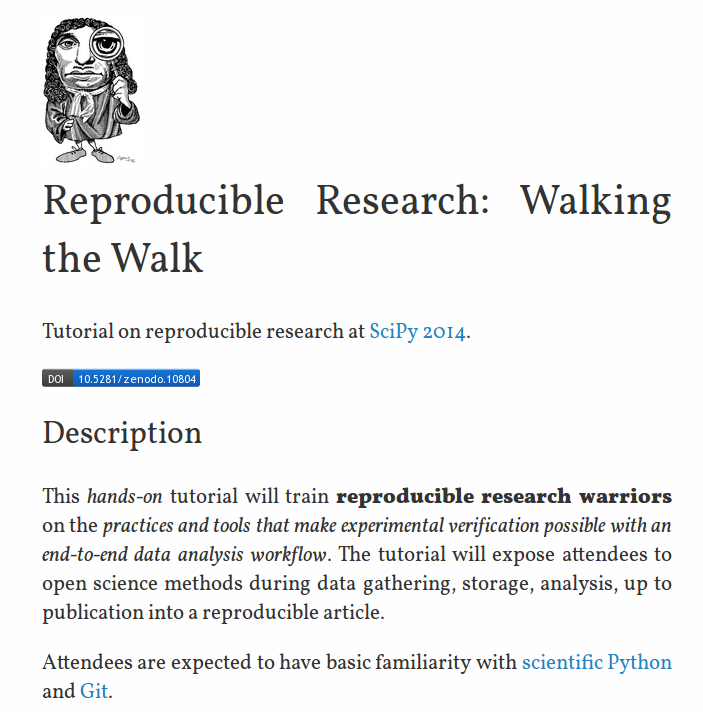 Reproducible Research: Walking
the Walk
Tutorial on reproducible research at SciPy 2014.
DOI 10.5281/zenodo.10804
Description
This hands-on tutorial will train reproducible research warriors
on the practices and tools that make experimental verification possible with an
end-to-end data analysis workflow. The tutorial will expose attendees to
open science methods during data gathering, storage, analysis, up to
publication into a reproducible article.
Attendees are expected to have basic familiarity with scientific Python
and Git.